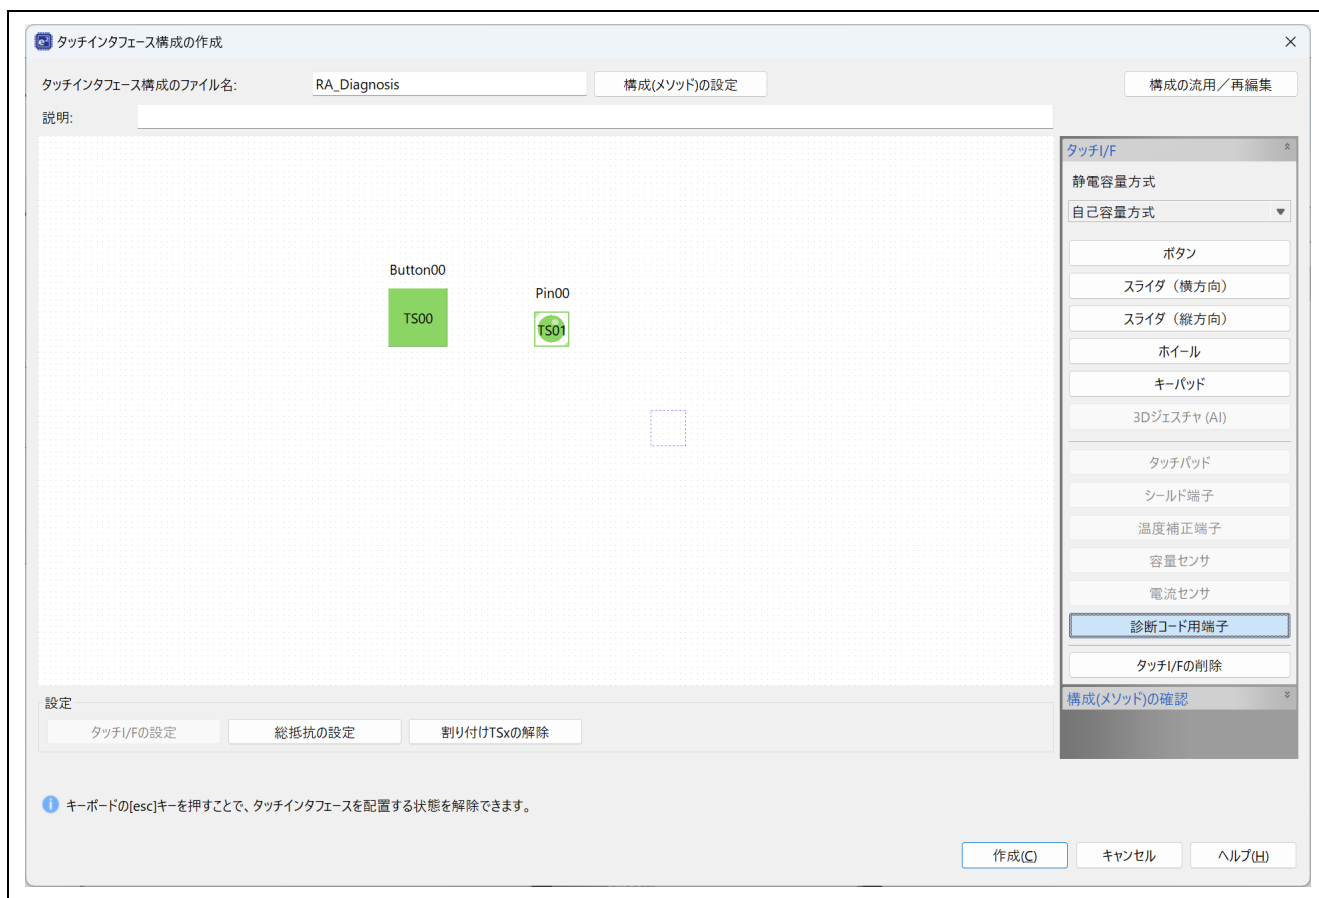 タッチインタフェース構成の作成
タッチインタフェース構成のファイル名: RA_Diagnosis 構成(メソッド)の設定 構成の流用／再編集
説明:
タッチI/F
静電容量方式
自己容量方式
ボタン
スライダ（横方向）
スライダ（縦方向）
ホイール
キーパッド
3Dジェスチャ (AI)
タッチパッド
シールド端子
温度補正端子
容量センサ
電流センサ
診断コード用端子
タッチI/Fの削除
構成(メソッド)の確認
Button00
TS00
Pin00
TS01
設定
タッチI/Fの設定 総抵抗の設定 割り付けTSxの解除
キーボードの[esc]キーを押すことで、タッチインタフェースを配置する状態を解除できます。
作成(C) キャンセル ヘルプ(H)